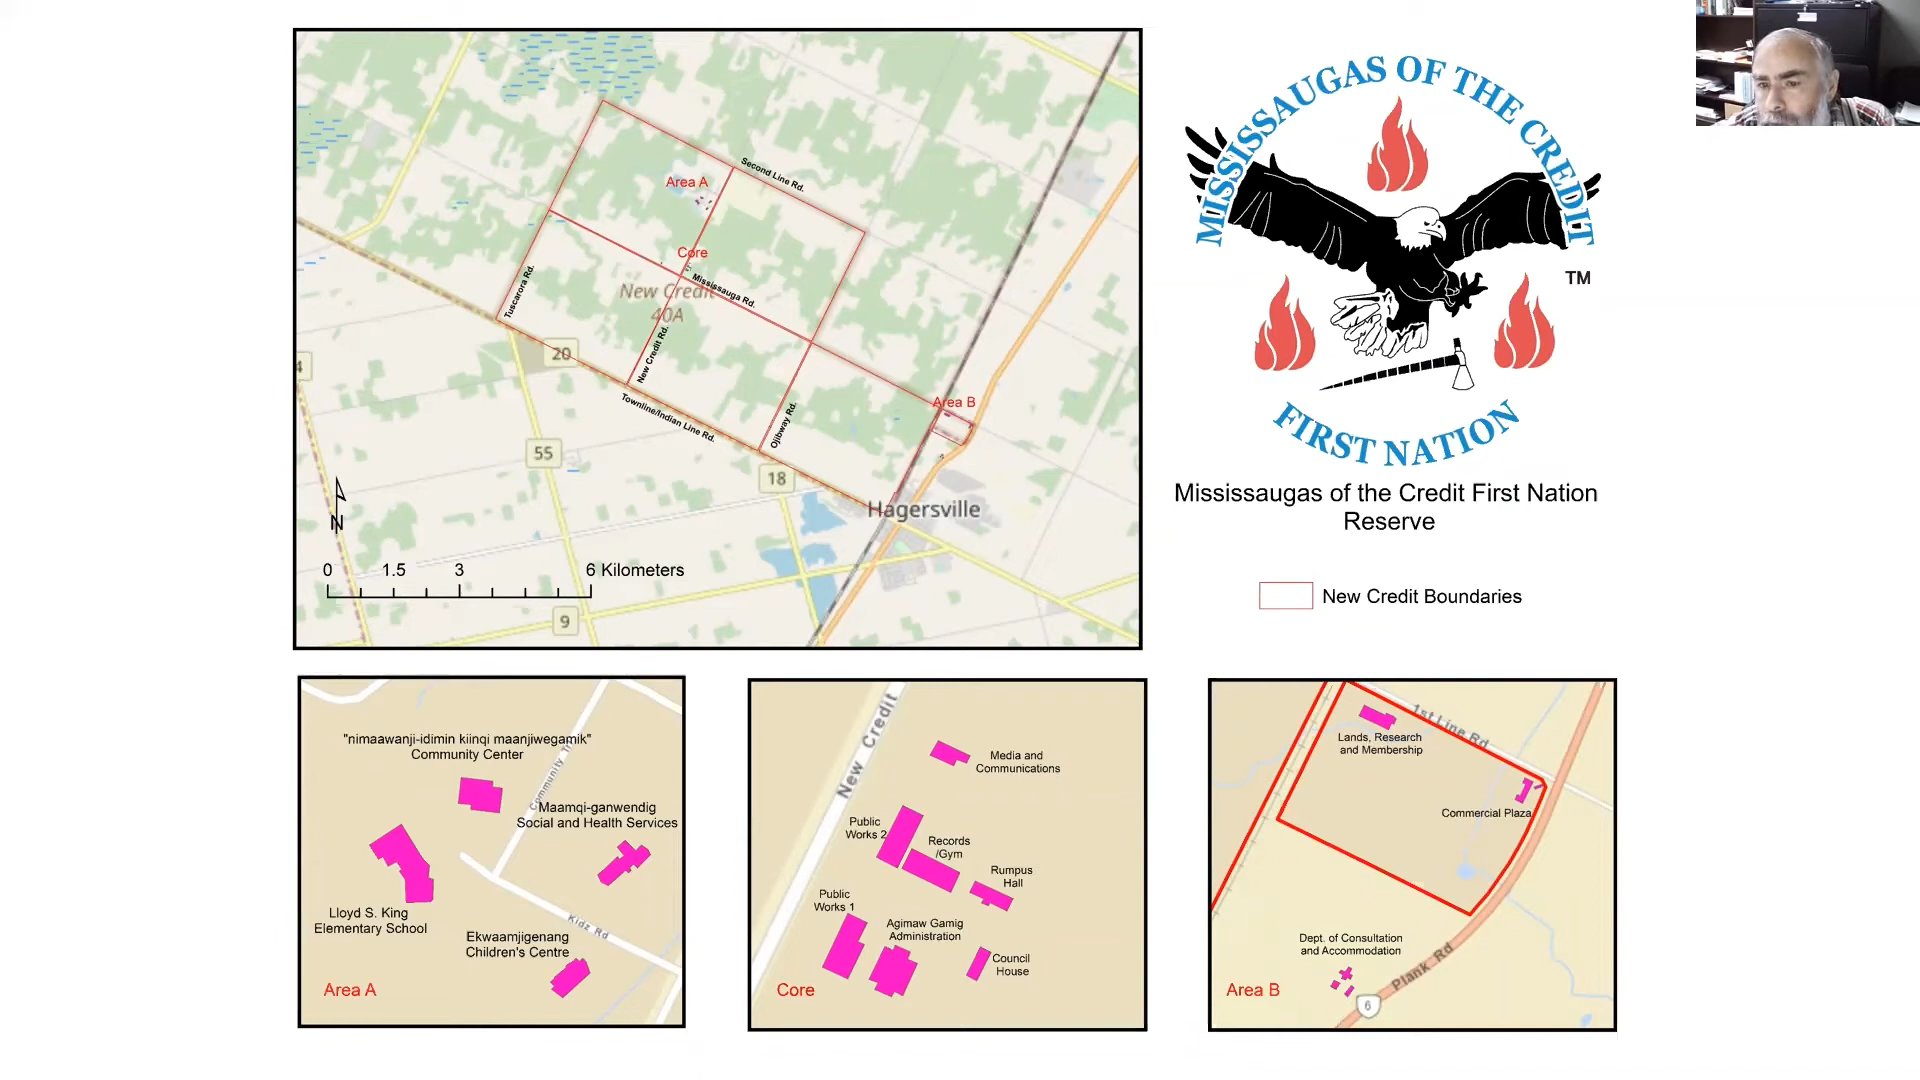 Area A
Second Line Rd.
Core
Mississauga Rd.
New Credit
40A
Tuscarora Rd.
New Credit Rd.
Townline/Indian Line Rd.
Ojibway Rd.
Area B
20
4
55
18
9
Hagersville
N
0 1.5 3 6 Kilometers
MISSISSAUGAS OF THE CREDIT
TM
FIRST NATION
Mississaugas of the Credit First Nation
Reserve
New Credit Boundaries
"nimaawanji-idimin kiinqi maanjiwegamik"
Community Center
Community Tr
Maamqi-ganwendig
Social and Health Services
Lloyd S. King
Elementary School
Ekwaamjigenang
Children's Centre
Kidz Rd
Area A
New Credit
Media and
Communications
Public
Works 2
Records
/Gym
Rumpus
Hall
Public
Works 1
Agimaw Gamig
Administration
Council
House
Core
1st Line Rd
Lands, Research
and Membership
Commercial Plaza
Dept. of Consultation
and Accommodation
Plank Rd
6
Area B